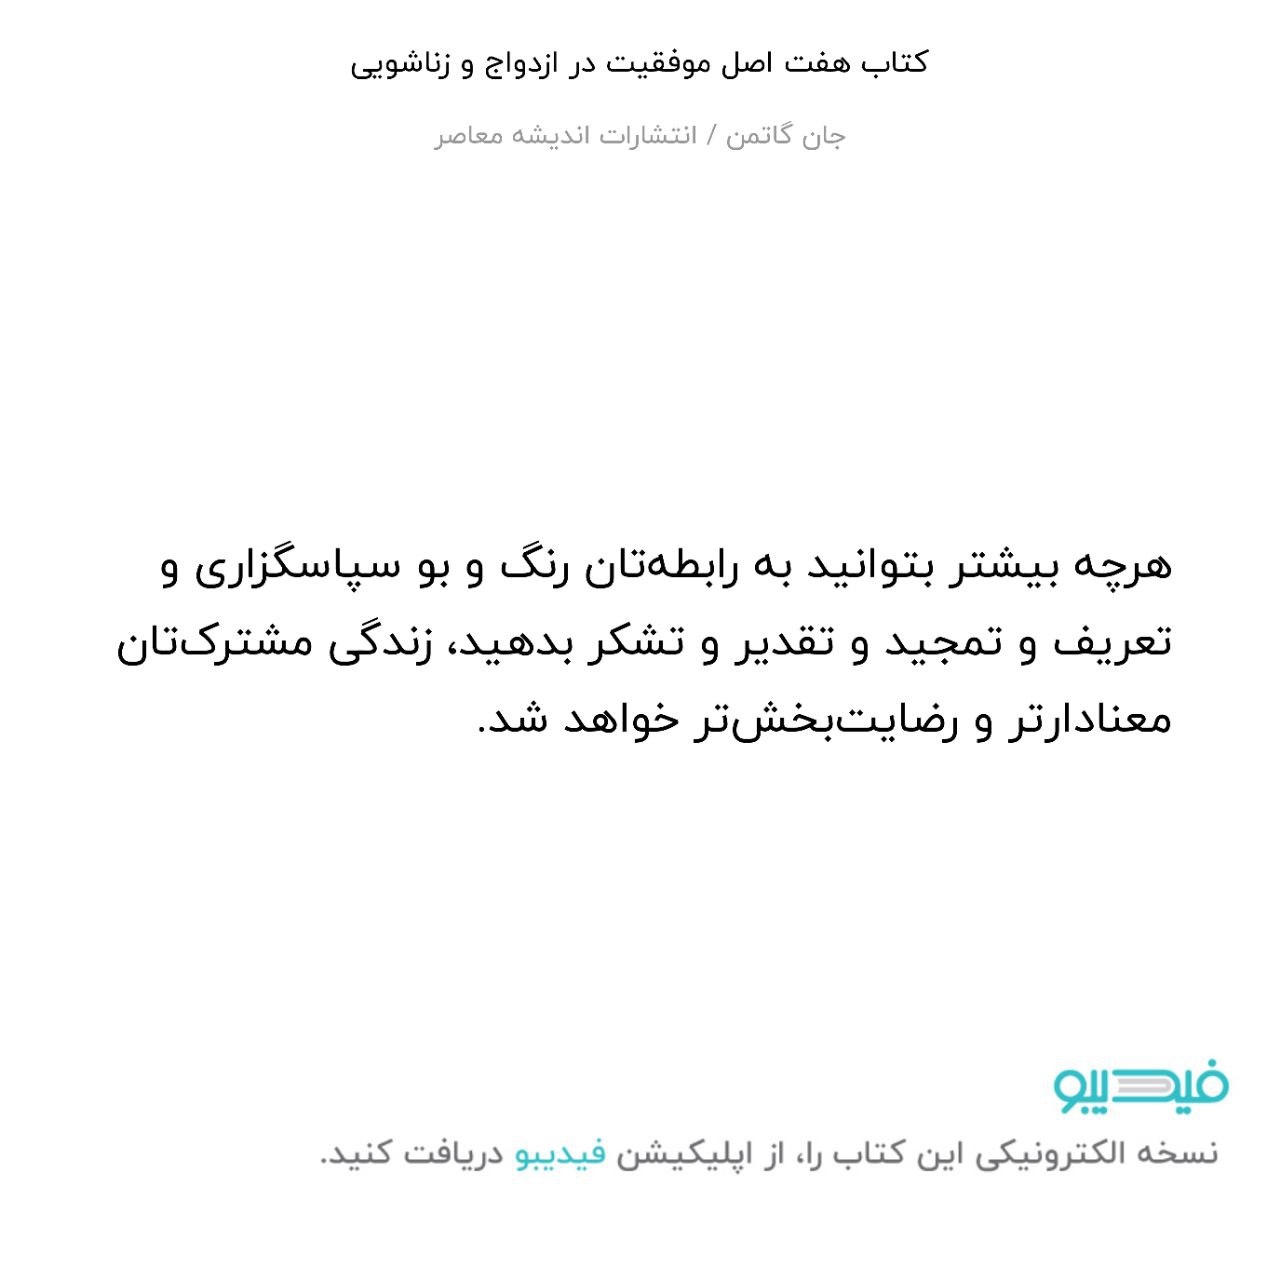 کتاب هفت اصل موفقیت در ازدواج و زناشویی
جان گاتمن / انتشارات اندیشه معاصر
هرچه بیشتر بتوانید به رابطه‌تان رنگ و بو سپاسگزاری و
تعریف و تمجید و تقدیر و تشکر بدهید، زندگی مشترک‌تان
معنادارتر و رضایت‌بخش‌تر خواهد شد.
فیدیبو
نسخه الکترونیکی این کتاب را، از اپلیکیشن فیدیبو دریافت کنید.